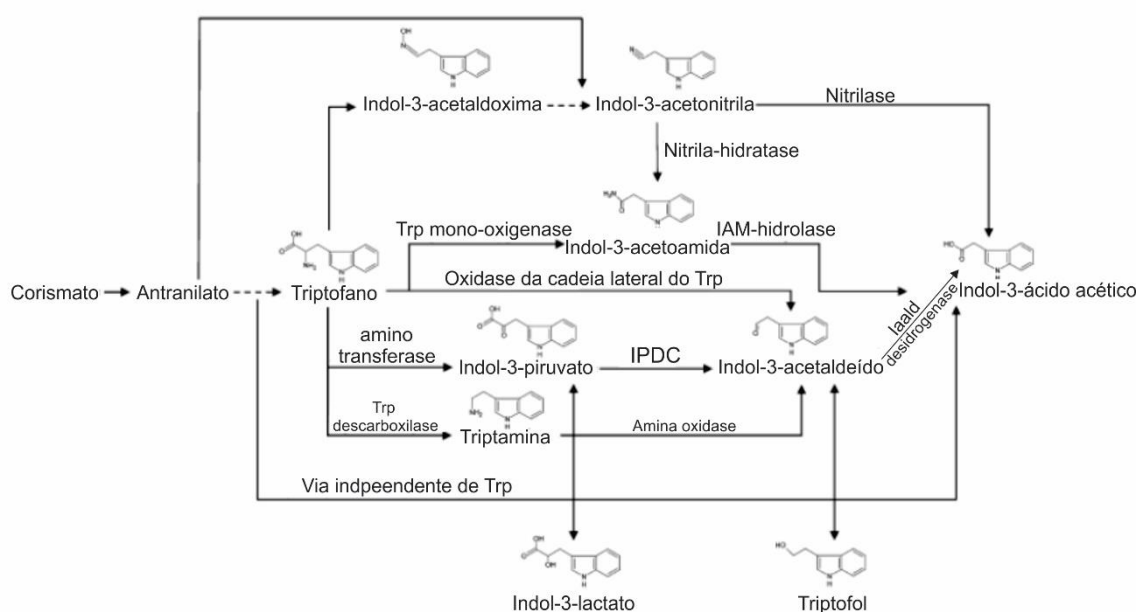 Indol-3-acetaldoxima
Indol-3-acetonitrila
Nitrilase
Nitrila-hidratase
Trp mono-oxigenase
Indol-3-acetoamida
IAM-hidrolase
Oxidase da cadeia lateral do Trp
Corismato
Antranilato
Triptofano
Indol-3-ácido acético
amino
transferase
Indol-3-piruvato
IPDC
Indol-3-acetaldeído
Iaald
desidrogenase
Trp
descarboxilase
Triptamina
Amina oxidase
Via indpeendente de Trp
Indol-3-lactato
Triptofol